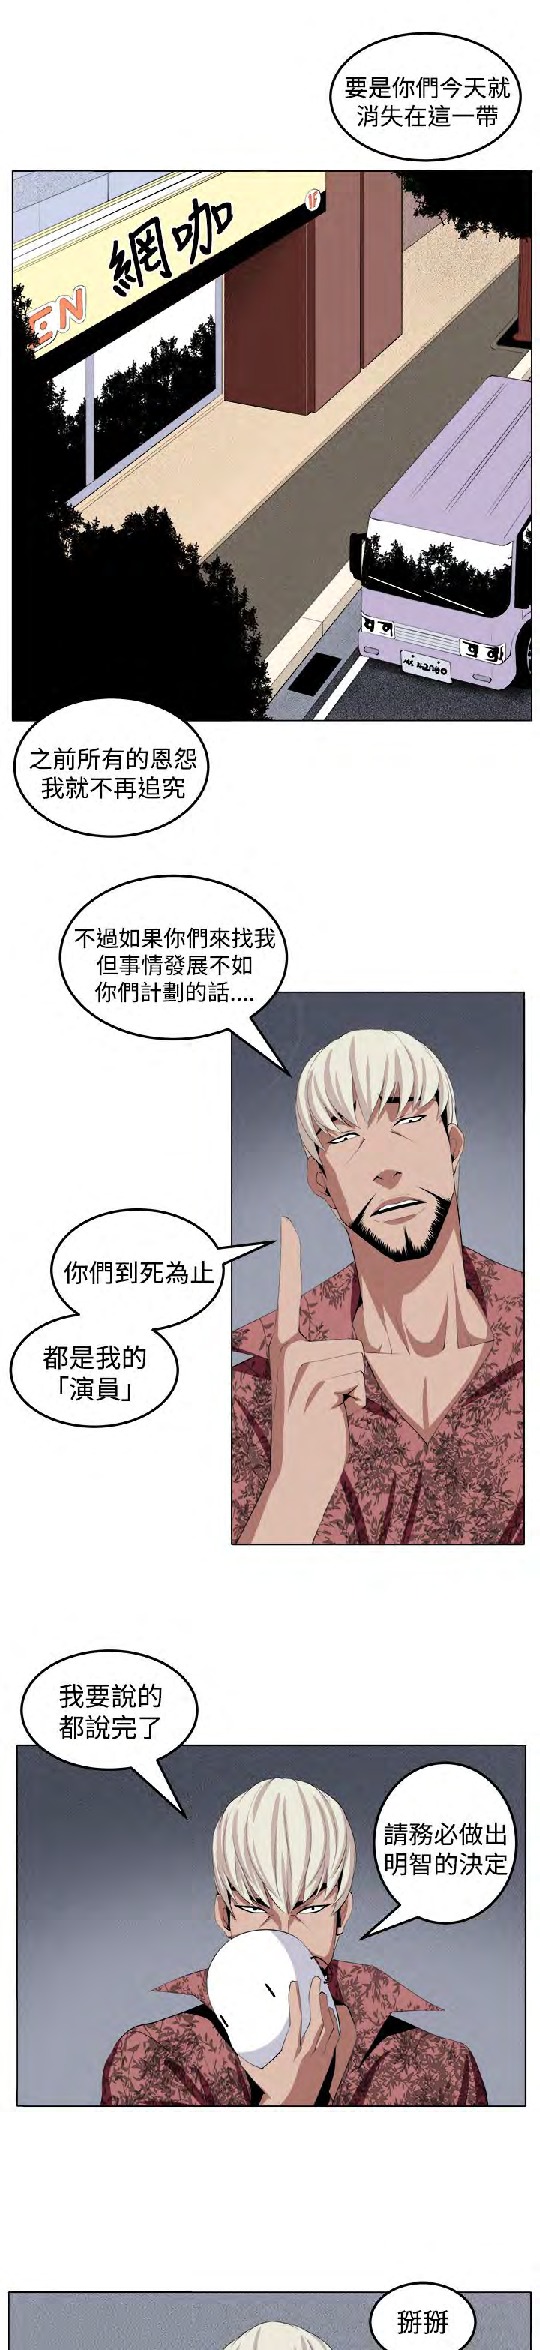 要是你們今天就
消失在這一帶
網咖
1F
EN
之前所有的恩怨
我就不再追究
不過如果你們來找我
但事情發展不如
你們計劃的話....
你們到死為止
都是我的
「演員」
我要說的
都說完了
請務必做出
明智的決定
掰掰